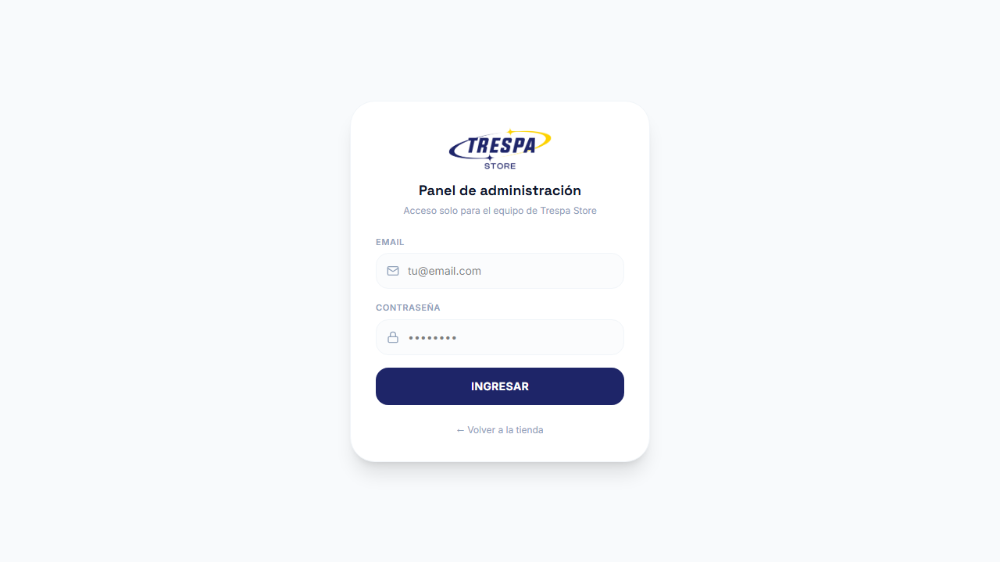 TRESPA
STORE
Panel de administración
Acceso solo para el equipo de Trespa Store
EMAIL
tu@email.com
CONTRASEÑA
••••••••
INGRESAR
← Volver a la tienda